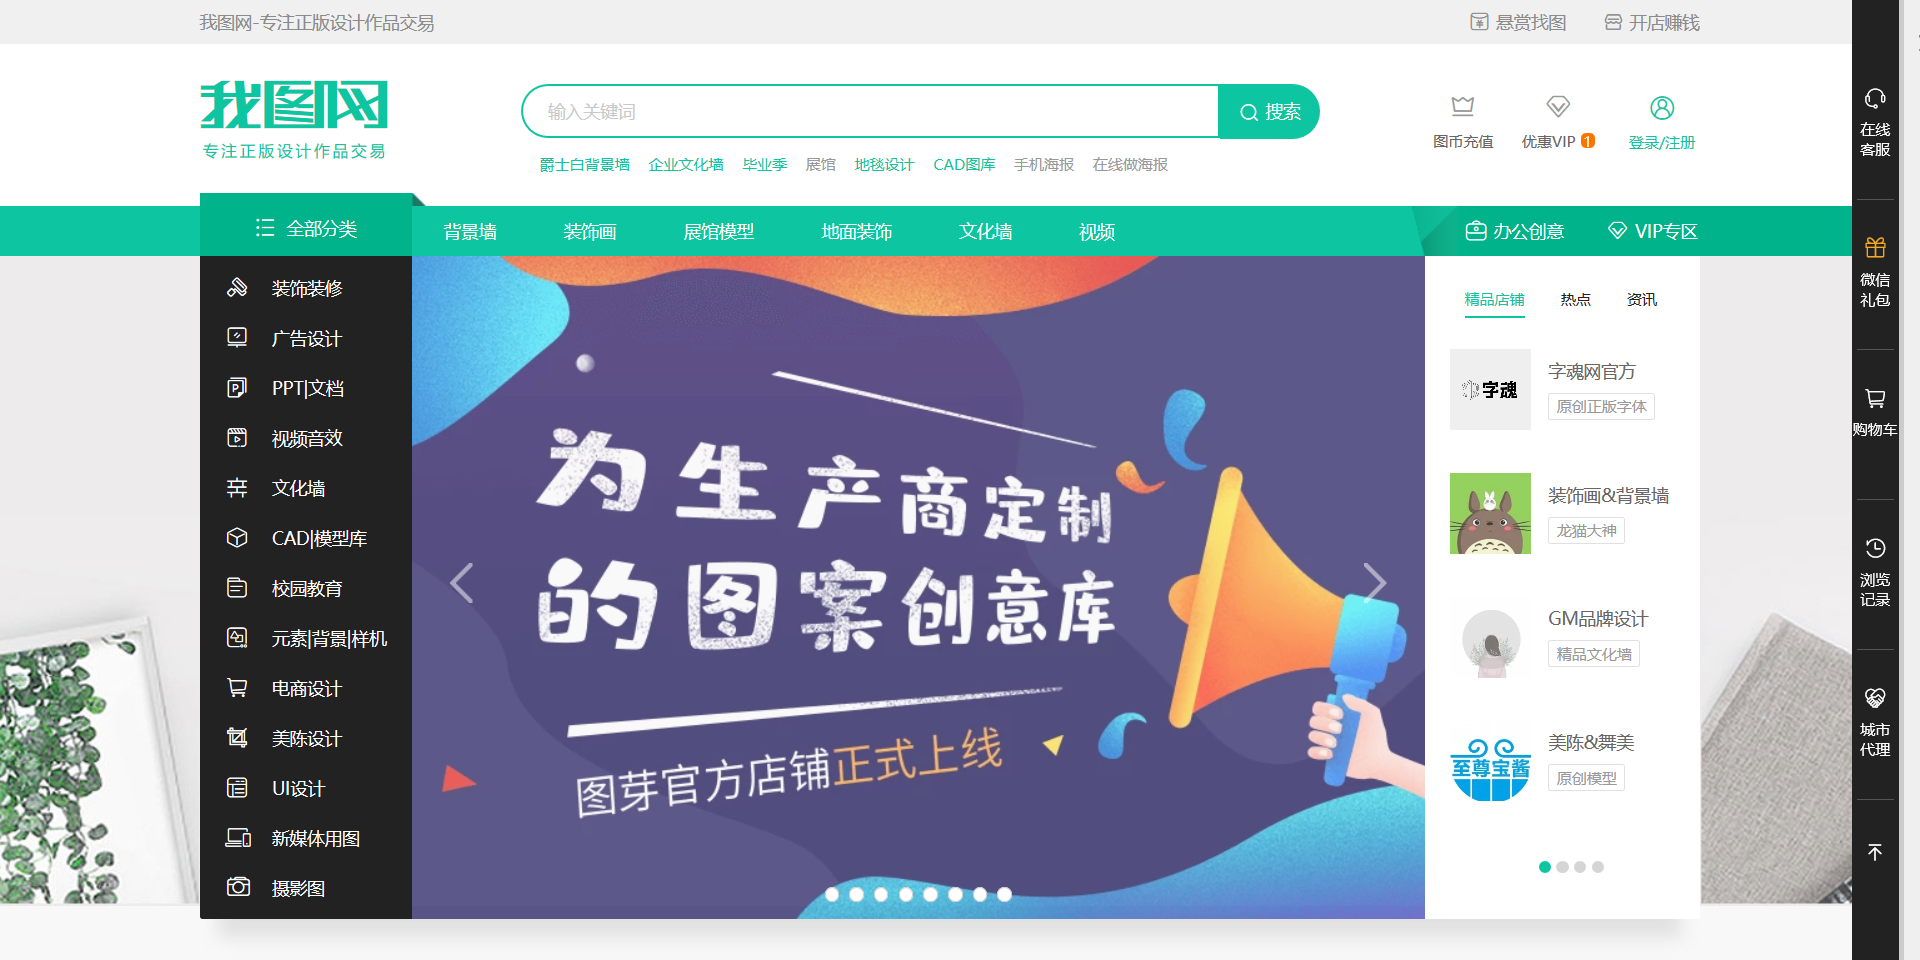 我图网-专注正版设计作品交易
悬赏找图
开店赚钱
我图网
专注正版设计作品交易
输入关键词
搜索
爵士白背景墙 企业文化墙 毕业季 展馆 地毯设计 CAD图库 手机海报 在线做海报
图币充值
优惠VIP 1
登录/注册
全部分类
背景墙 装饰画 展馆模型 地面装饰 文化墙 视频
办公创意
VIP专区
装饰装修
广告设计
PPT|文档
视频音效
文化墙
CAD|模型库
校园教育
元素|背景|样机
电商设计
美陈设计
UI设计
新媒体用图
摄影图
为生产商定制
的图案创意库
图芽官方店铺正式上线
精品店铺 热点 资讯
字魂
字魂网官方
原创正版字体
装饰画&背景墙
龙猫大神
GM品牌设计
精品文化墙
至尊宝酱
美陈&舞美
原创模型
在线
客服
微信
礼包
购物车
浏览
记录
城市
代理